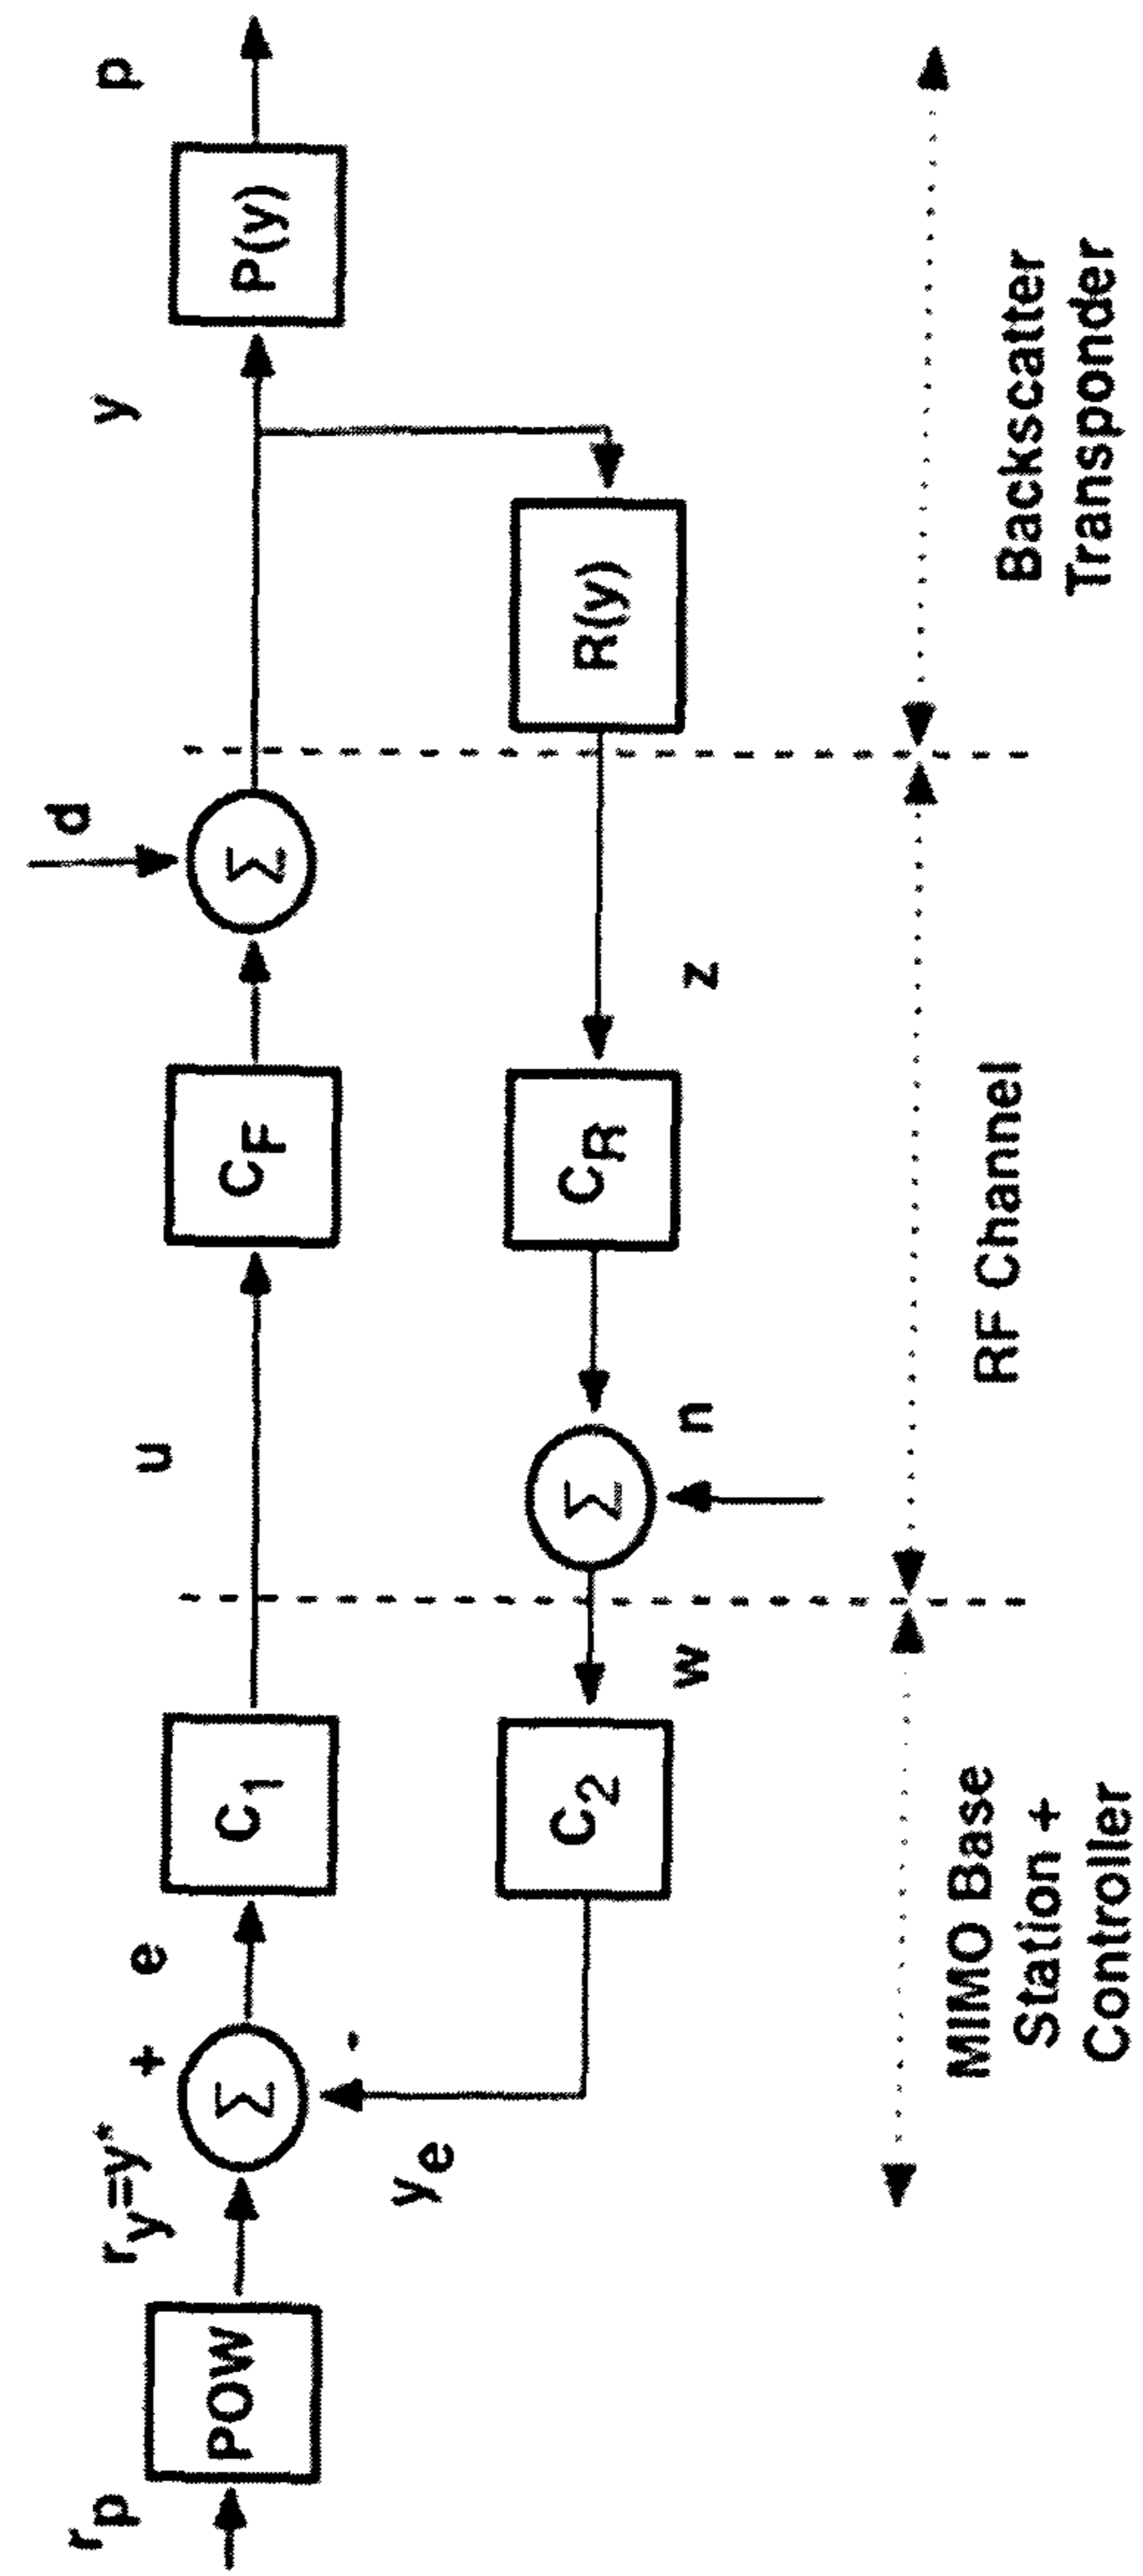 r_p
POW
r_y=y*
+
Σ
-
y_e
e
C_1
C_2
u
w
Σ
n
C_F
C_R
d
Σ
z
y
R(y)
P(y)
p
MIMO Base
Station +
Controller
RF Channel
Backscatter
Transponder